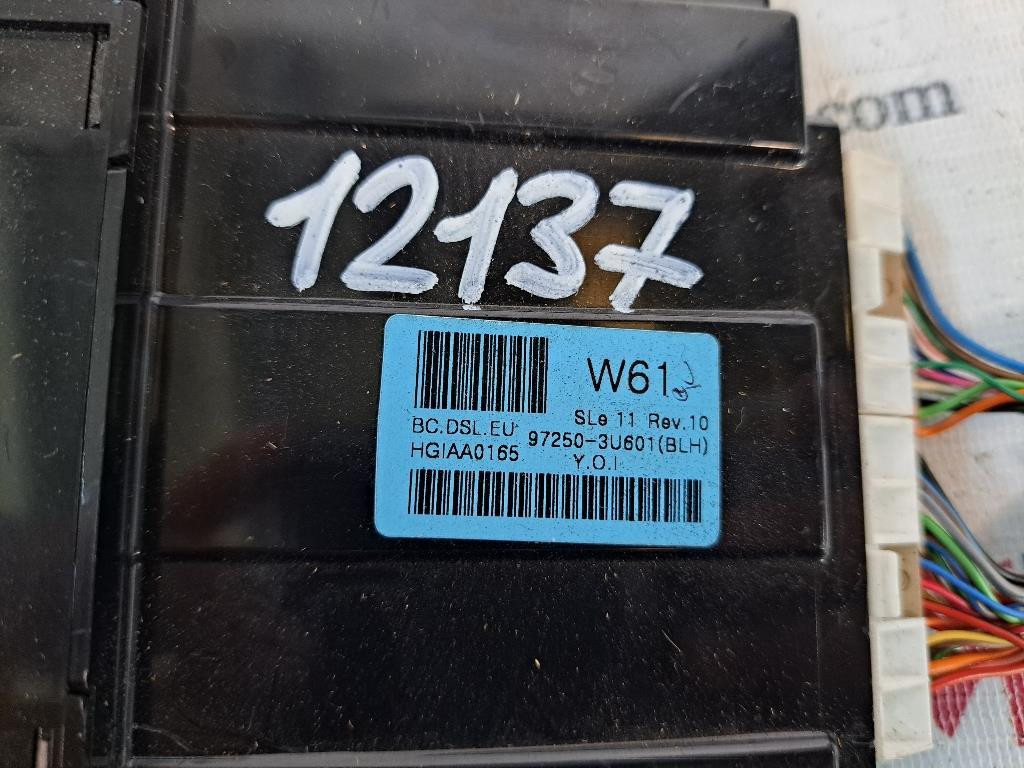 .com
12137
W61
SLe 11 Rev.10
BC.DSL.EU 97250-3U601(BLH)
HGIAA0165 Y.O.I